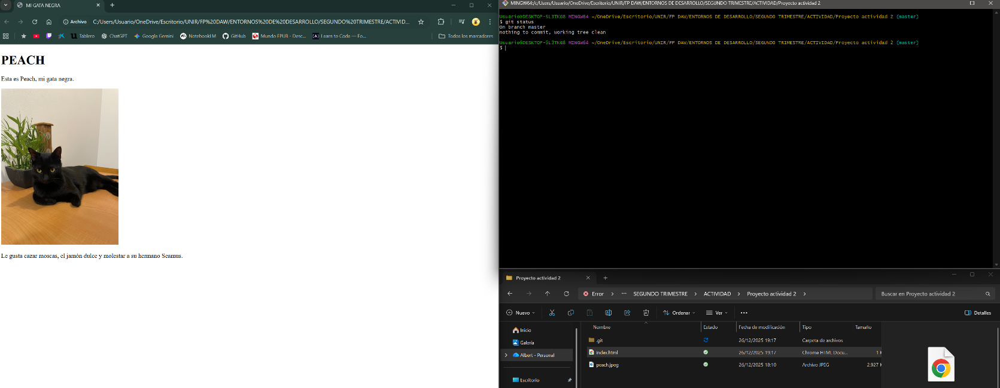 MI GATA NEGRA
Archivo C:/Users/Usuario/OneDrive/Escritorio/UNIR/FP%20DAW/ENTORNOS%20DE%20DESARROLLO/SEGUNDO%20TRIMESTRE/ACTIVID...
Tablero ChatGPT Google Gemini NotebookLM GitHub Mundo EPUB - Desc... Learn to Code — Fo... Todos los marcadores
PEACH
Esta es Peach, mi gata negra.
Le gusta cazar moscas, el jamón dulce y molestar a su hermano Seamus.
MINGW64:/c/Users/Usuario/OneDrive/Escritorio/UNIR/FP DAW/ENTORNOS DE DESARROLLO/SEGUNDO TRIMESTRE/ACTIVIDAD/Proyecto actividad 2
Usuario@DESKTOP-5L3TKG8 MINGW64 ~/OneDrive/Escritorio/UNIR/FP DAW/ENTORNOS DE DESARROLLO/SEGUNDO TRIMESTRE/ACTIVIDAD/Proyecto actividad 2 (master)
$ git status
On branch master
nothing to commit, working tree clean
Usuario@DESKTOP-5L3TKG8 MINGW64 ~/OneDrive/Escritorio/UNIR/FP DAW/ENTORNOS DE DESARROLLO/SEGUNDO TRIMESTRE/ACTIVIDAD/Proyecto actividad 2 (master)
$
Proyecto actividad 2
Error > ... SEGUNDO TRIMESTRE > ACTIVIDAD > Proyecto actividad 2 > Buscar en Proyecto actividad 2
Nuevo Ordenar Ver ... Detalles
Inicio
Galería
Albert - Personal
Escritorio
Nombre Estado Fecha de modificación Tipo Tamaño
.git 26/12/2025 19:17 Carpeta de archivos
index.html 26/12/2025 19:17 Chrome HTML Docu... 1 K
peach.jpeg 26/12/2025 18:10 Archivo JPEG 2.927 K